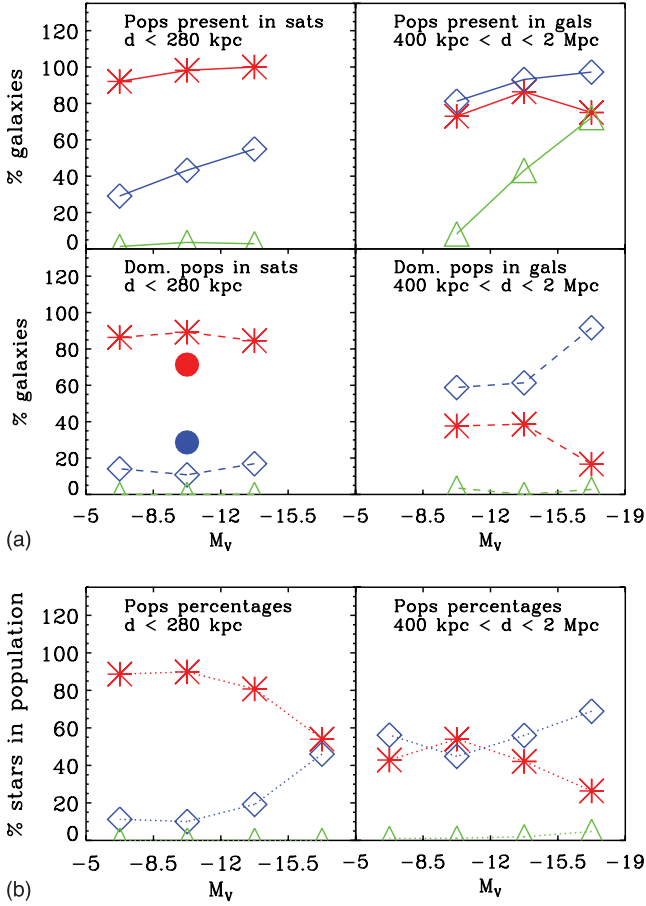 Pops present in sats
d < 280 kpc
Pops present in gals
400 kpc < d < 2 Mpc
% galaxies
120
100
80
60
40
20
0
Dom. pops in sats
d < 280 kpc
Dom. pops in gals
400 kpc < d < 2 Mpc
% galaxies
120
100
80
60
40
20
0
-5 -8.5 -12 -15.5 -5 -8.5 -12 -15.5 -19
(a) M_V M_V
Pops percentages
d < 280 kpc
Pops percentages
400 kpc < d < 2 Mpc
% stars in population
120
100
80
60
40
20
0
-5 -8.5 -12 -15.5 -5 -8.5 -12 -15.5 -19
(b) M_V M_V